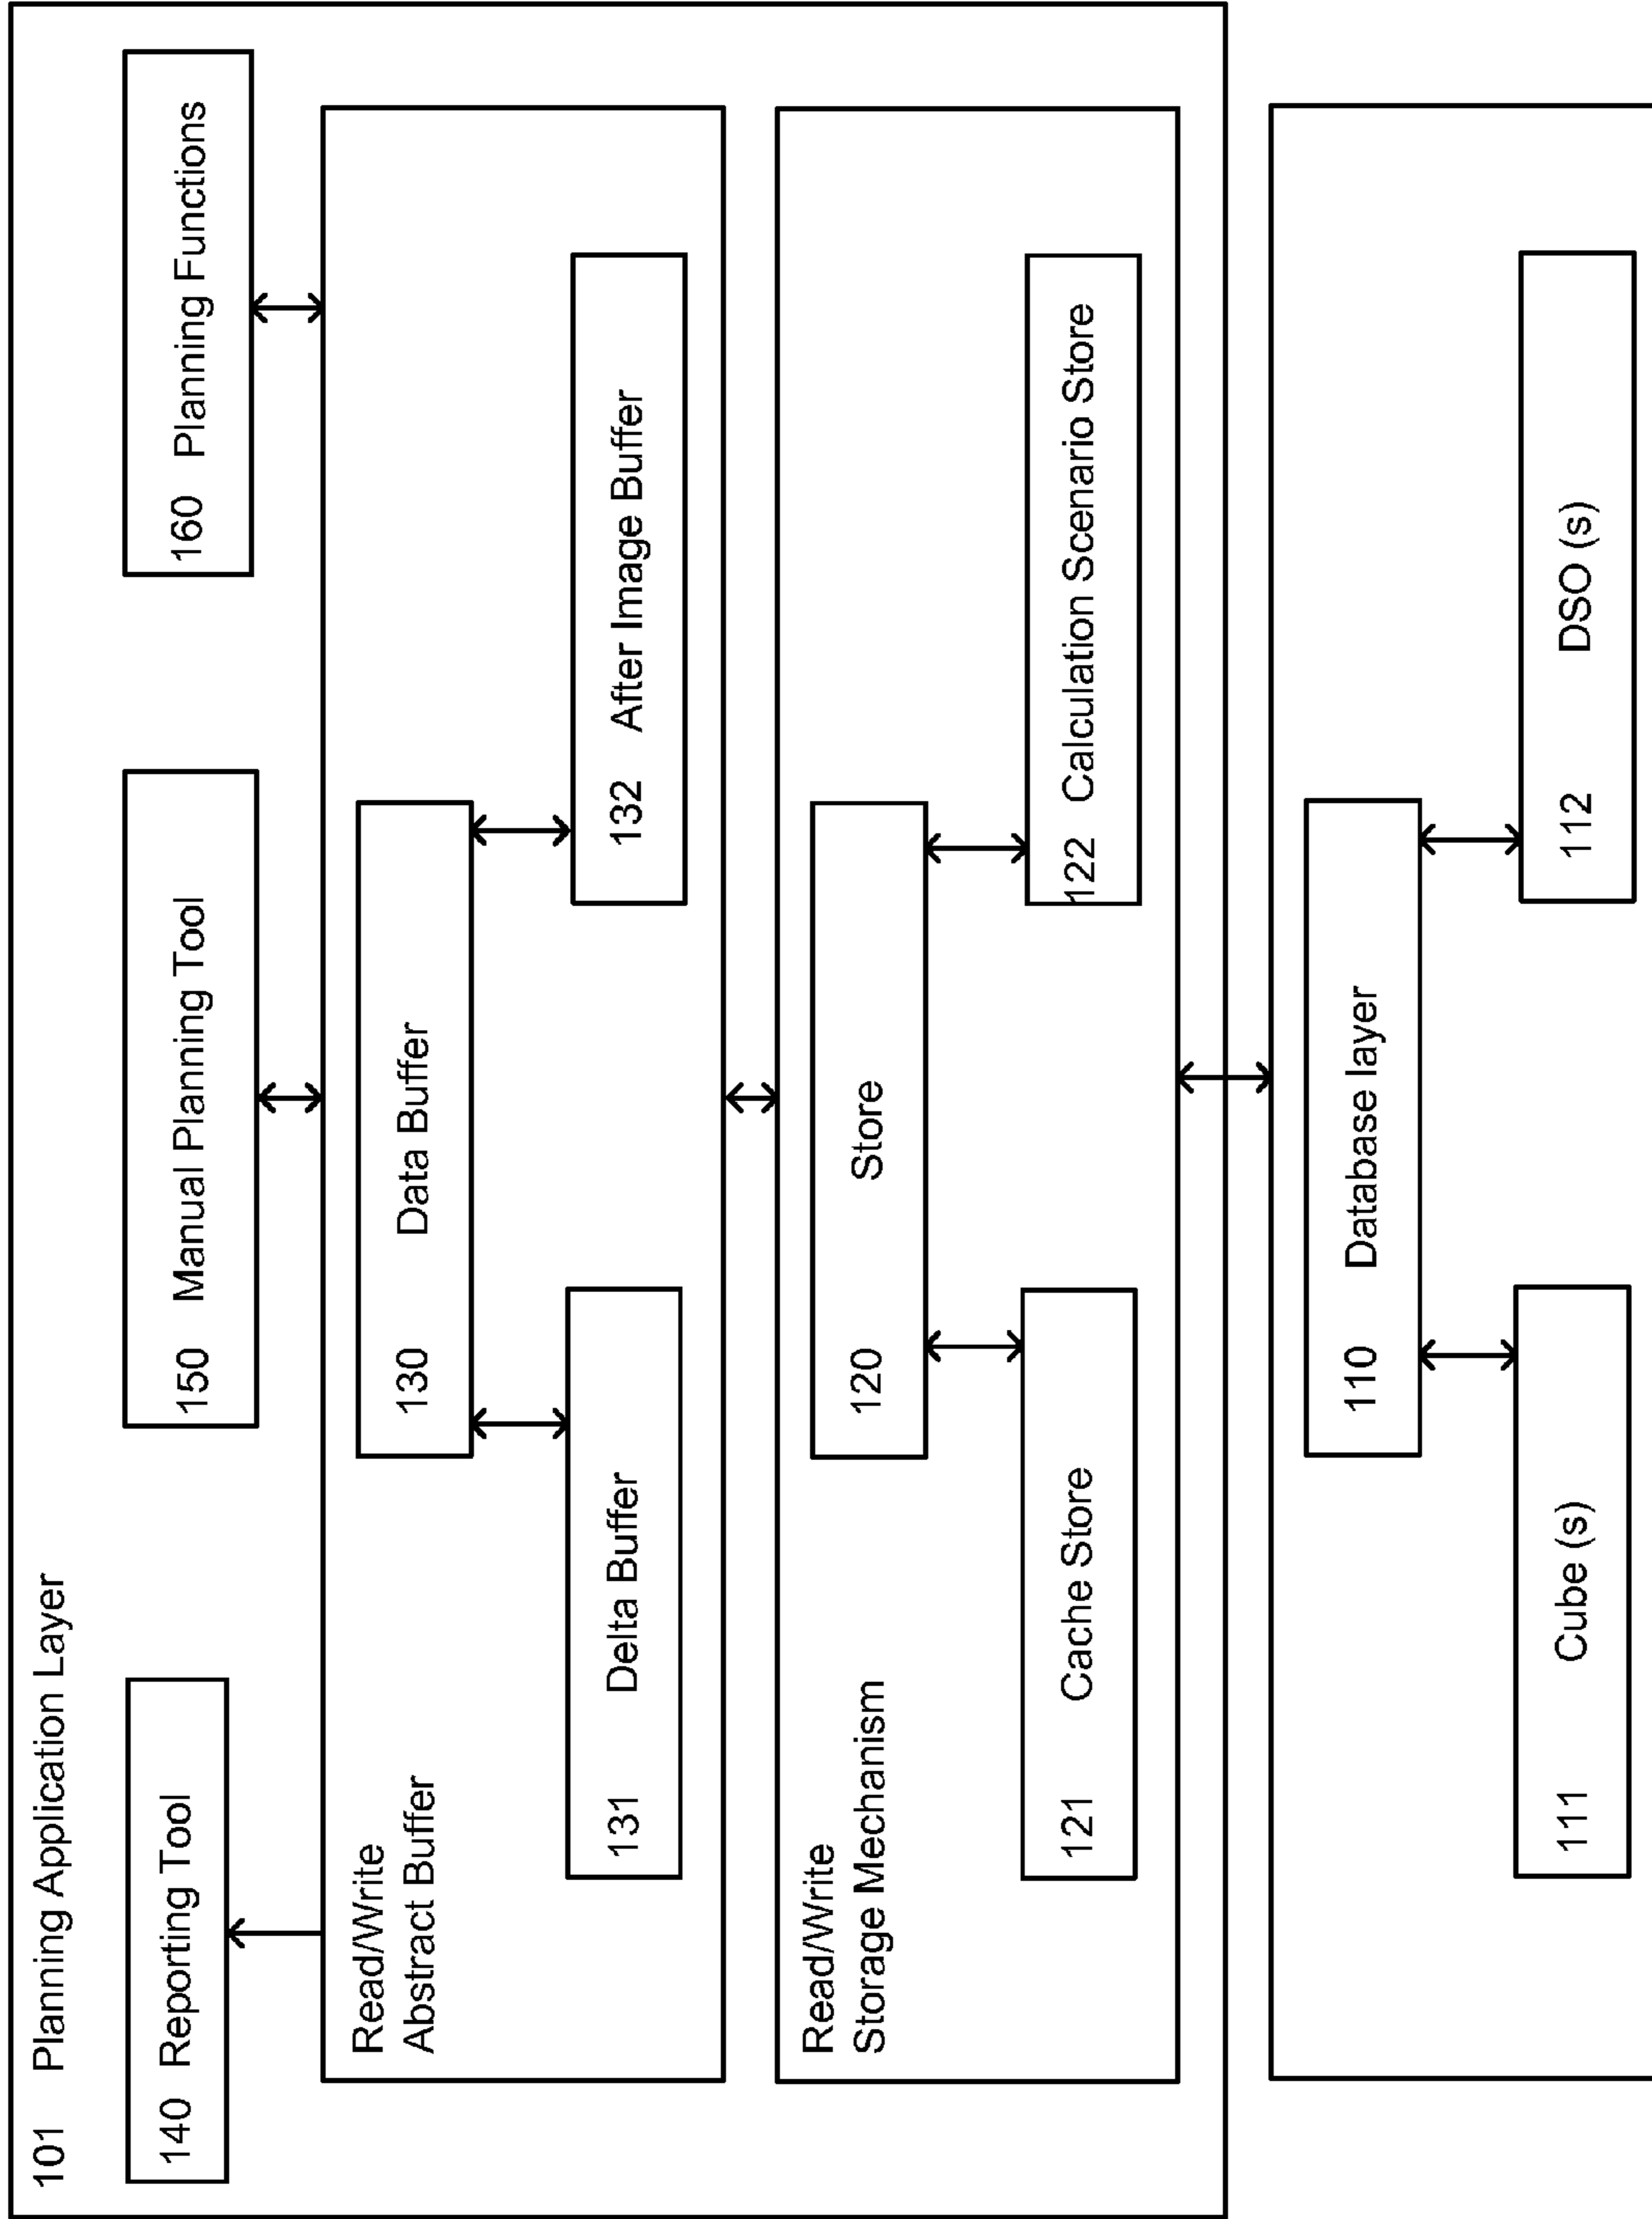 101 Planning Application Layer
140 Reporting Tool
150 Manual Planning Tool
160 Planning Functions
Read/Write
Abstract Buffer
130 Data Buffer
131 Delta Buffer
132 After Image Buffer
Read/Write
Storage Mechanism
120 Store
121 Cache Store
122 Calculation Scenario Store
110 Database layer
111 Cube (s)
112 DSO (s)